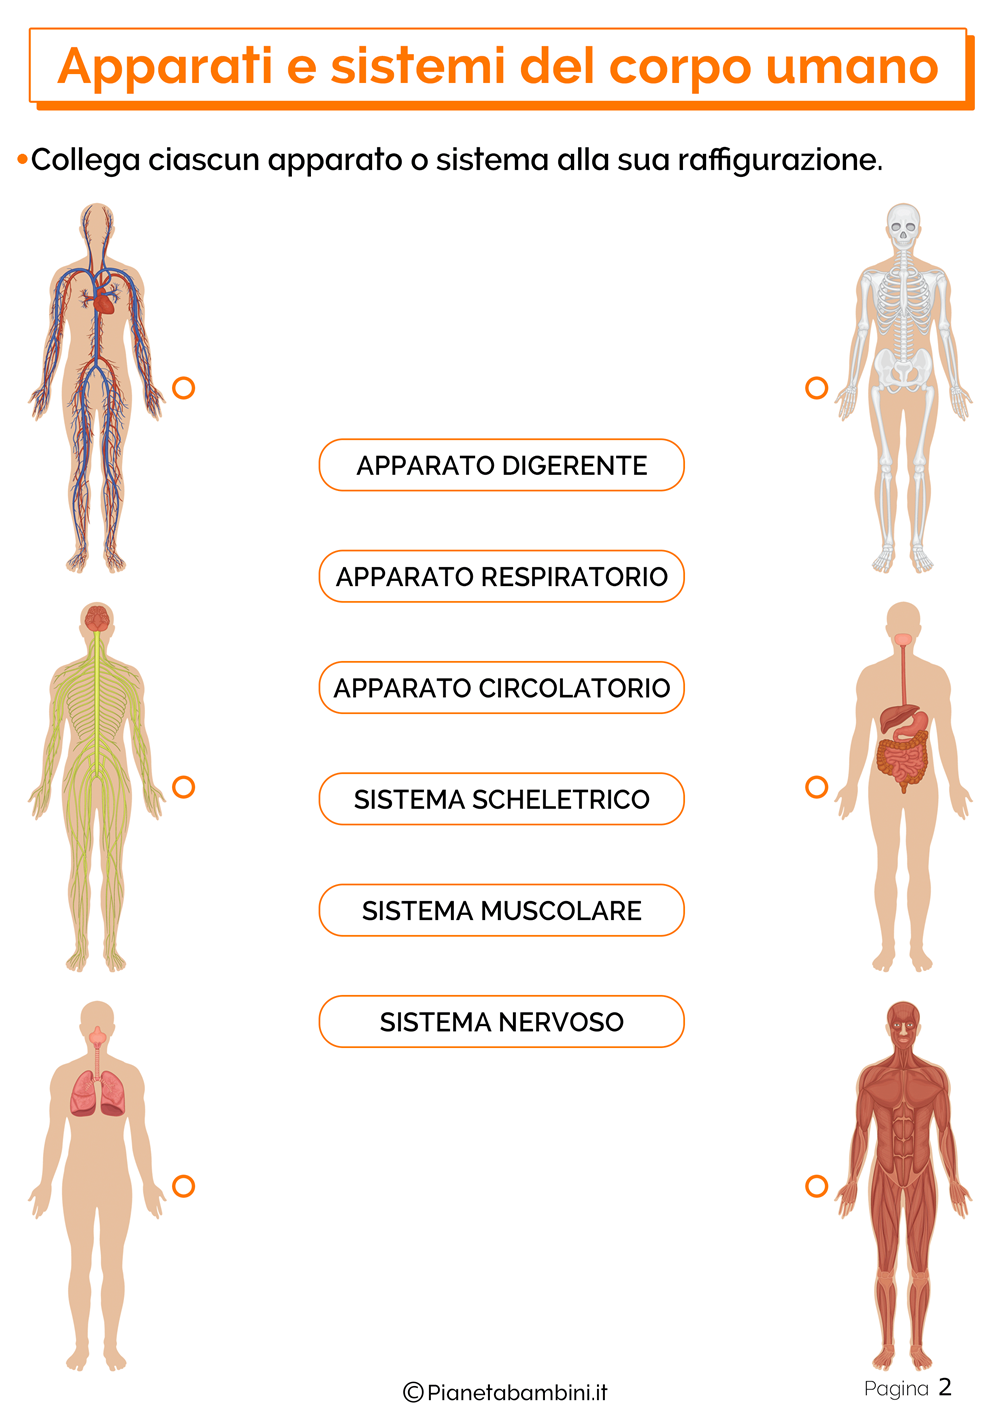 Apparati e sistemi del corpo umano
•Collega ciascun apparato o sistema alla sua raffigurazione.
APPARATO DIGERENTE
APPARATO RESPIRATORIO
APPARATO CIRCOLATORIO
SISTEMA SCHELETRICO
SISTEMA MUSCOLARE
SISTEMA NERVOSO
©Pianetabambini.it
Pagina 2